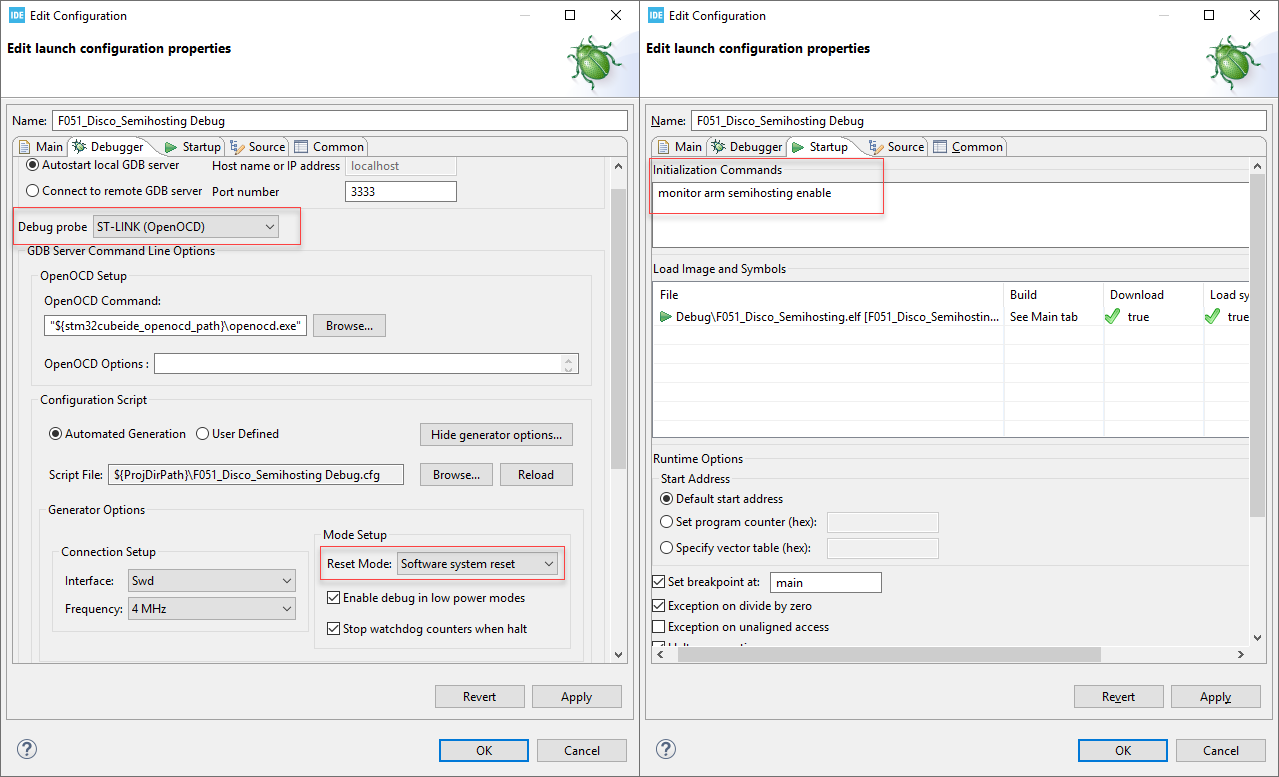 IDE Edit Configuration
Edit launch configuration properties
Name: F051_Disco_Semihosting Debug
Main Debugger Startup Source Common
Autostart local GDB server Host name or IP address localhost
Connect to remote GDB server Port number 3333
Debug probe ST-LINK (OpenOCD)
GDB Server Command Line Options
OpenOCD Setup
OpenOCD Command:
"${stm32cubeide_openocd_path}\openocd.exe" Browse...
OpenOCD Options :
Configuration Script
Automated Generation User Defined Hide generator options...
Script File: ${ProjDirPath}\F051_Disco_Semihosting Debug.cfg Browse... Reload
Generator Options
Connection Setup
Interface: Swd
Frequency: 4 MHz
Mode Setup
Reset Mode: Software system reset
Enable debug in low power modes
Stop watchdog counters when halt
Revert Apply
? OK Cancel
IDE Edit Configuration
Edit launch configuration properties
Name: F051_Disco_Semihosting Debug
Main Debugger Startup Source Common
Initialization Commands
monitor arm semihosting enable
Load Image and Symbols
File Build Download Load sy
Debug\F051_Disco_Semihosting.elf [F051_Disco_Semihostin... See Main tab true true
Runtime Options
Start Address
Default start address
Set program counter (hex):
Specify vector table (hex):
Set breakpoint at: main
Exception on divide by zero
Exception on unaligned access
Revert Apply
? OK Cancel